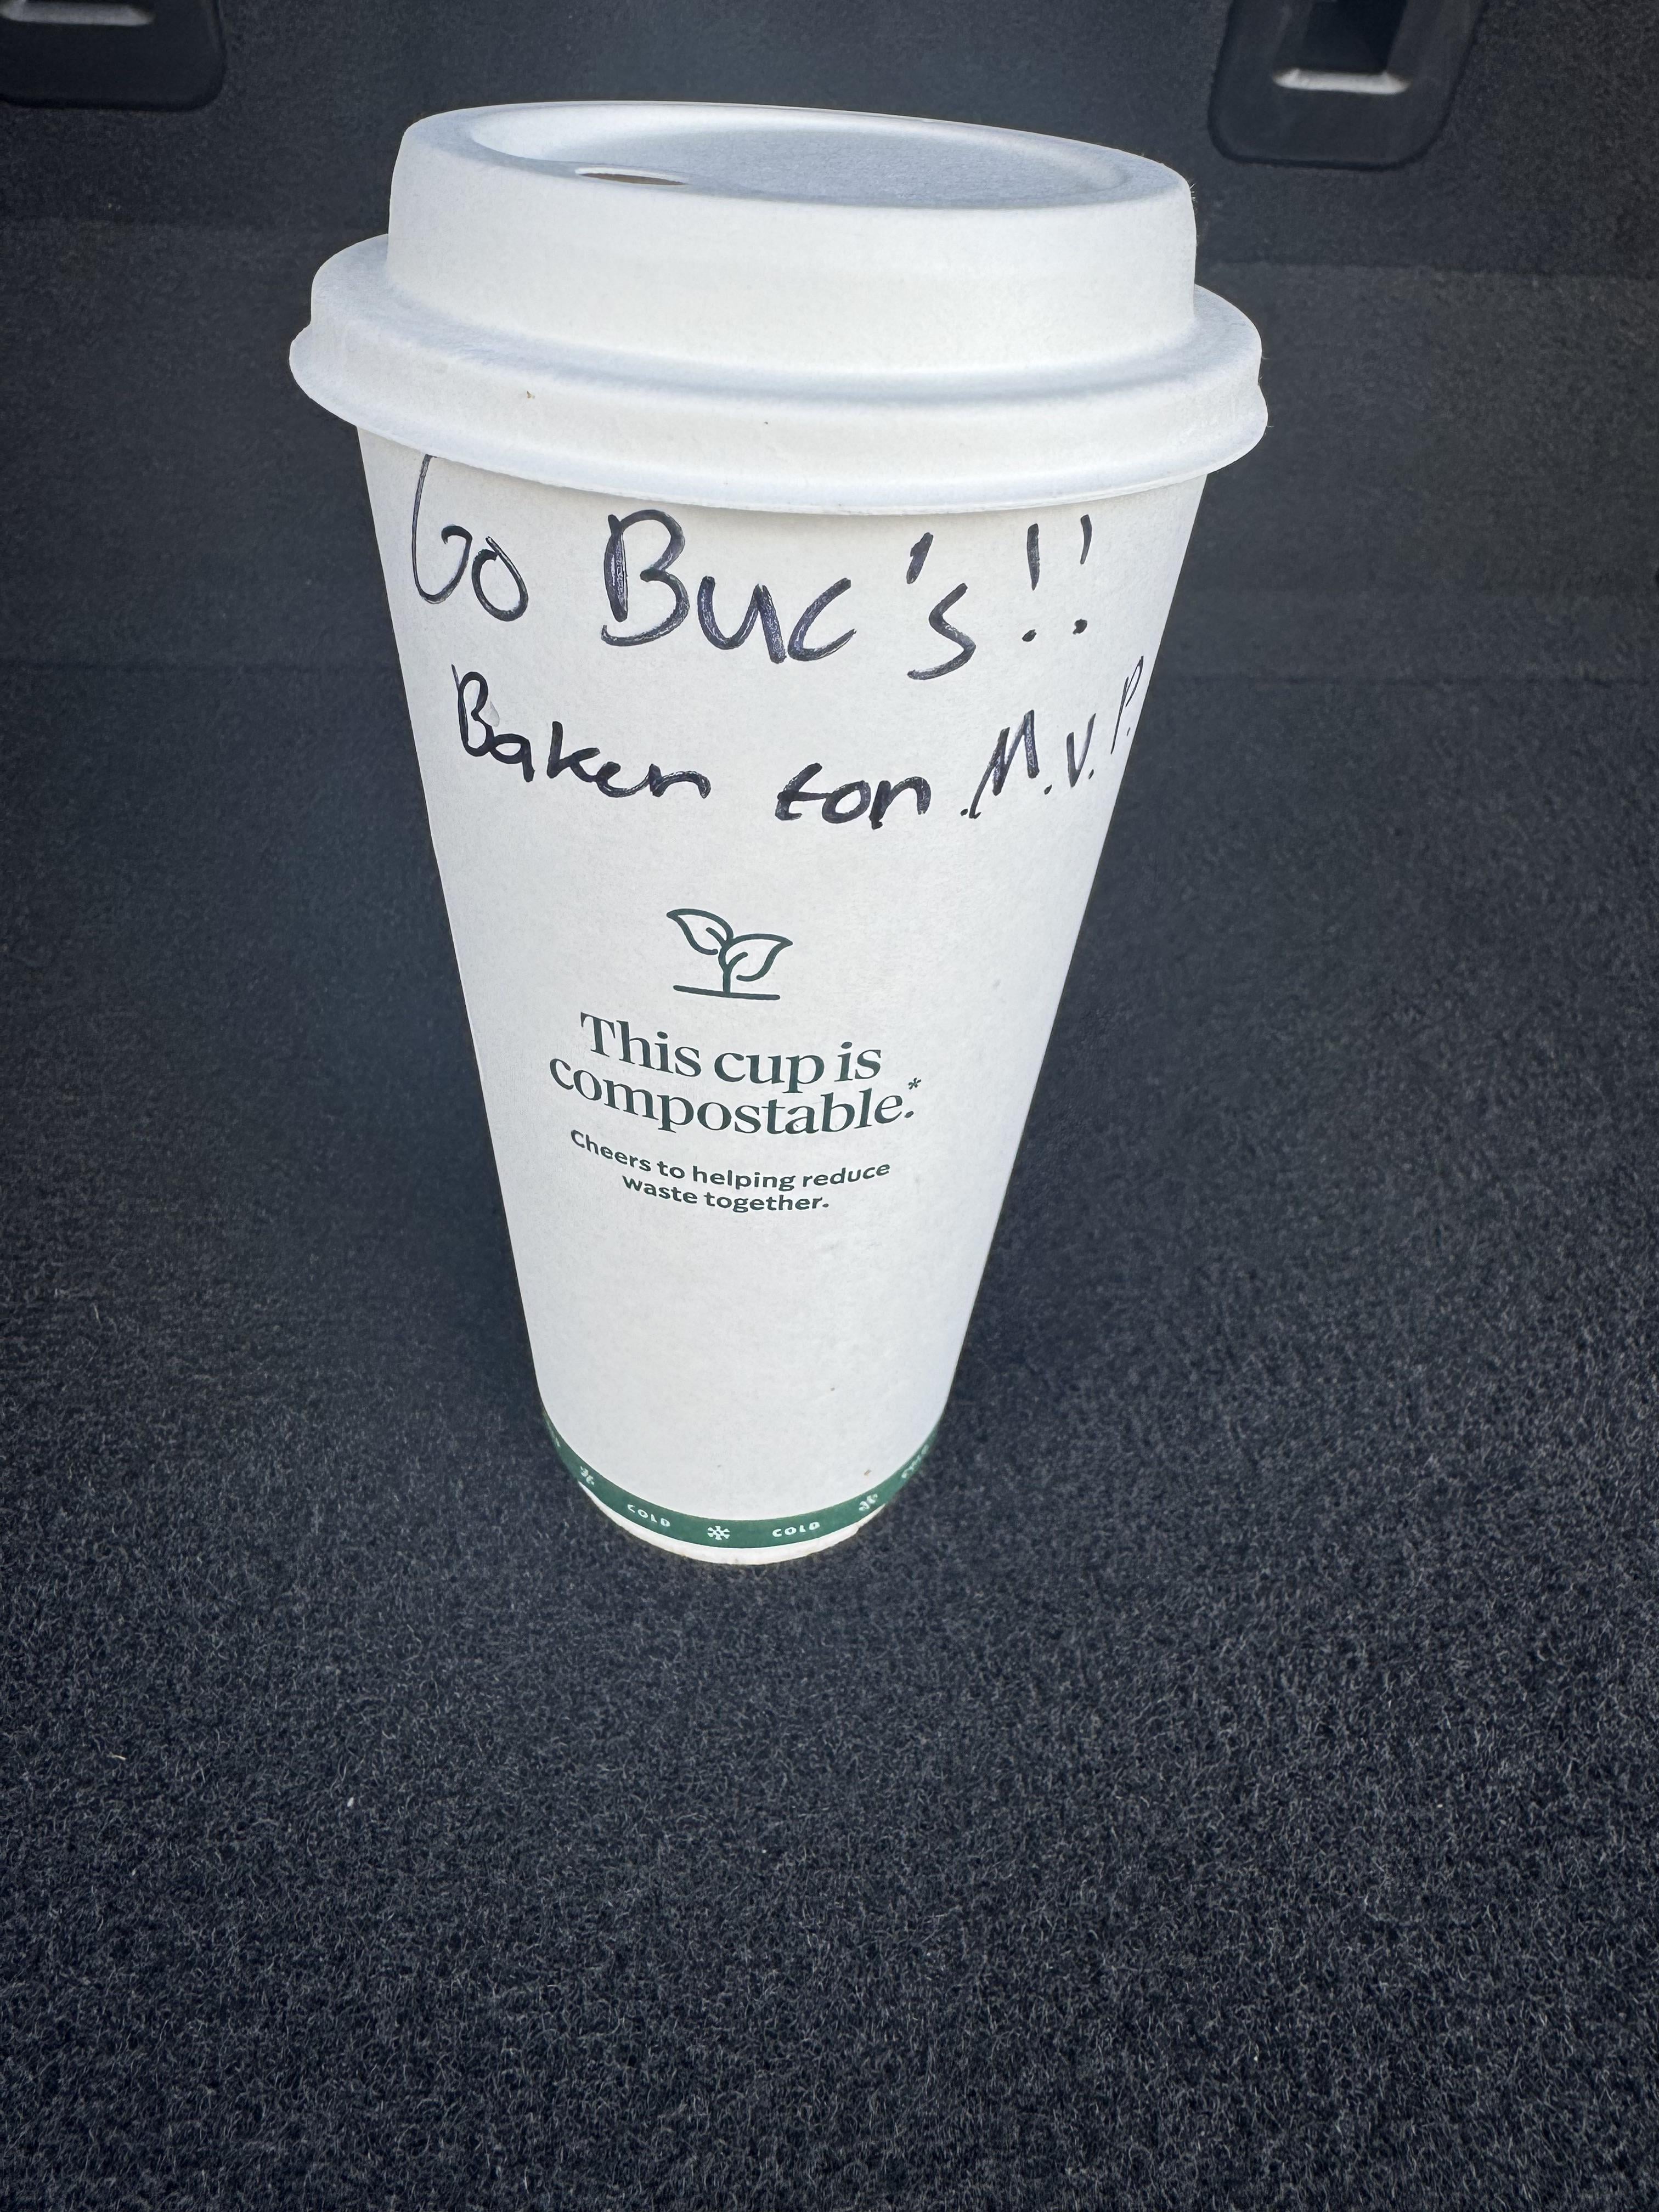 Go Buc's!!
Baker for M.V.P.
This cup is
compostable.*
Cheers to helping reduce
waste together.
COLD COLD